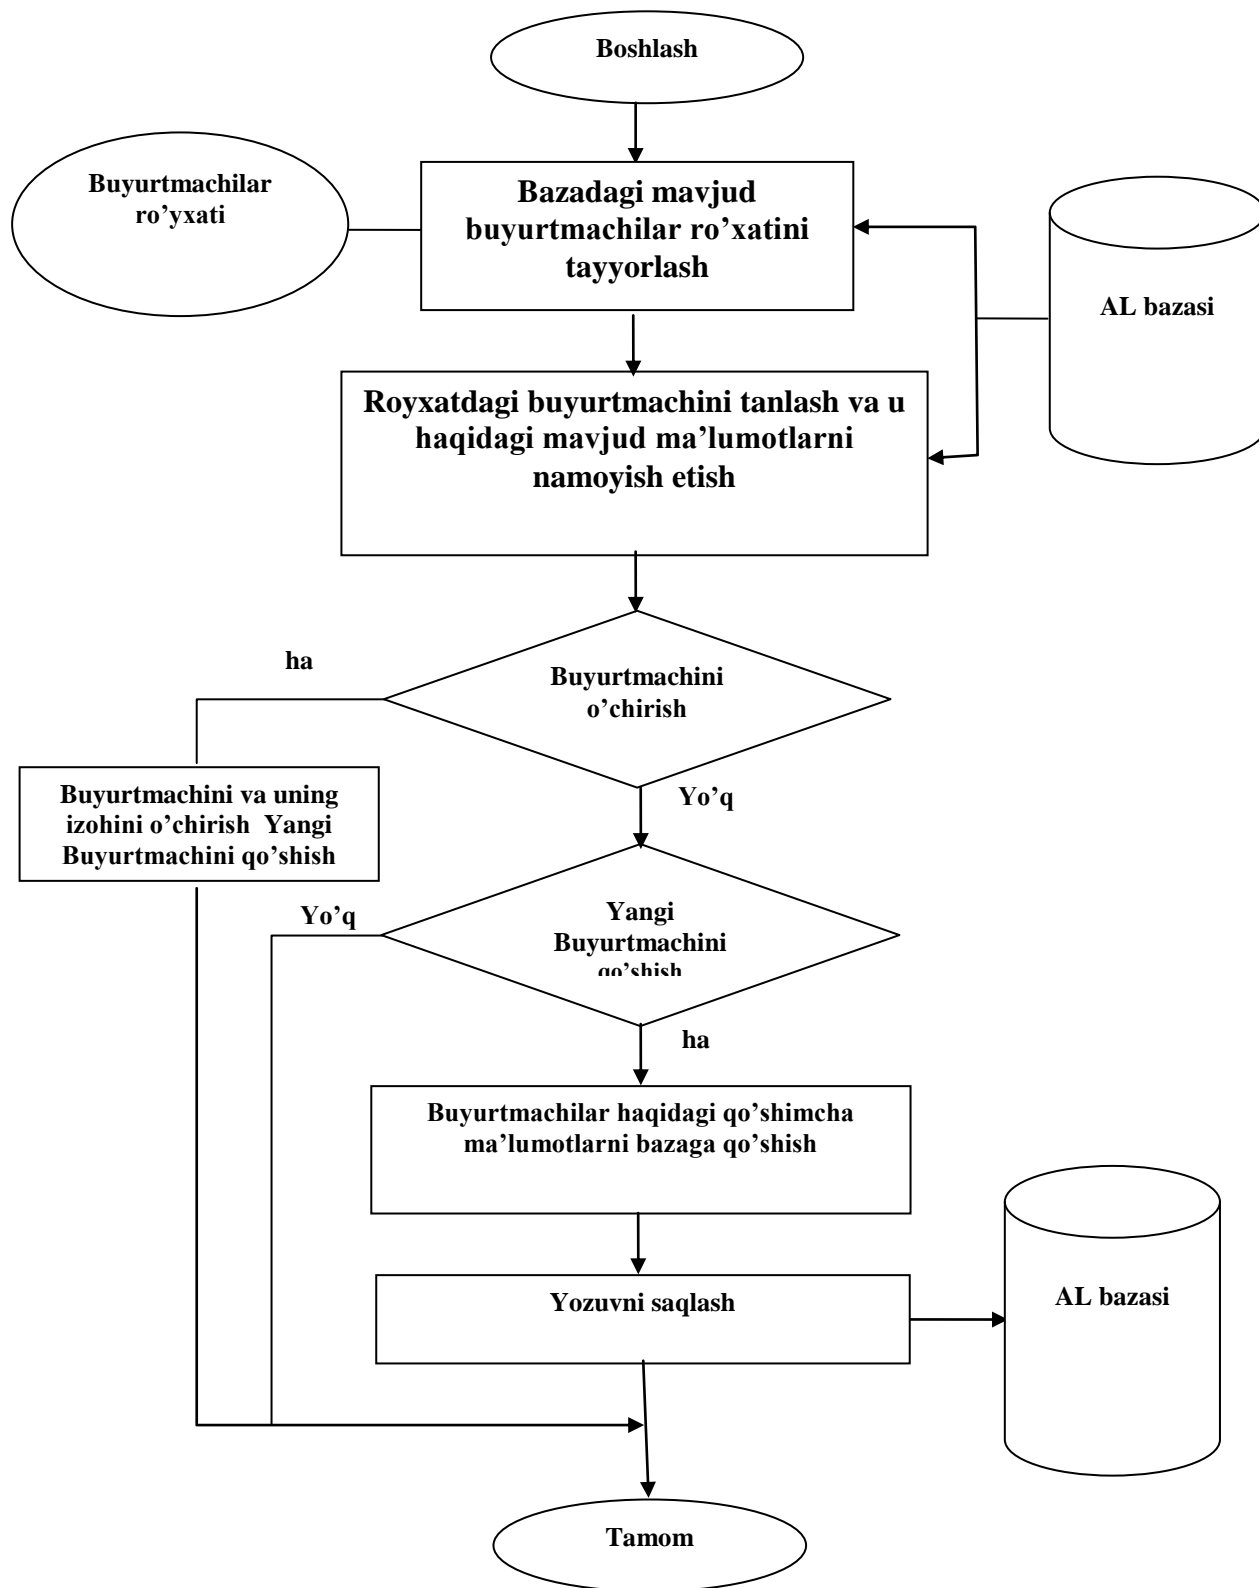 Boshlash
Buyurtmachilar
ro’yxati
Bazadagi mavjud
buyurtmachilar ro’xatini
tayyorlash
AL bazasi
Royxatdagi buyurtmachini tanlash va u
haqidagi mavjud ma’lumotlarni
namoyish etish
ha
Buyurtmachini
o’chirish
Buyurtmachini va uning
izohini o’chirish  Yangi
Buyurtmachini qo’shish
Yo’q
Yo’q
Yangi
Buyurtmachini
qo’shish
ha
Buyurtmachilar haqidagi qo’shimcha
ma’lumotlarni bazaga qo’shish
Yozuvni saqlash
AL bazasi
Tamom